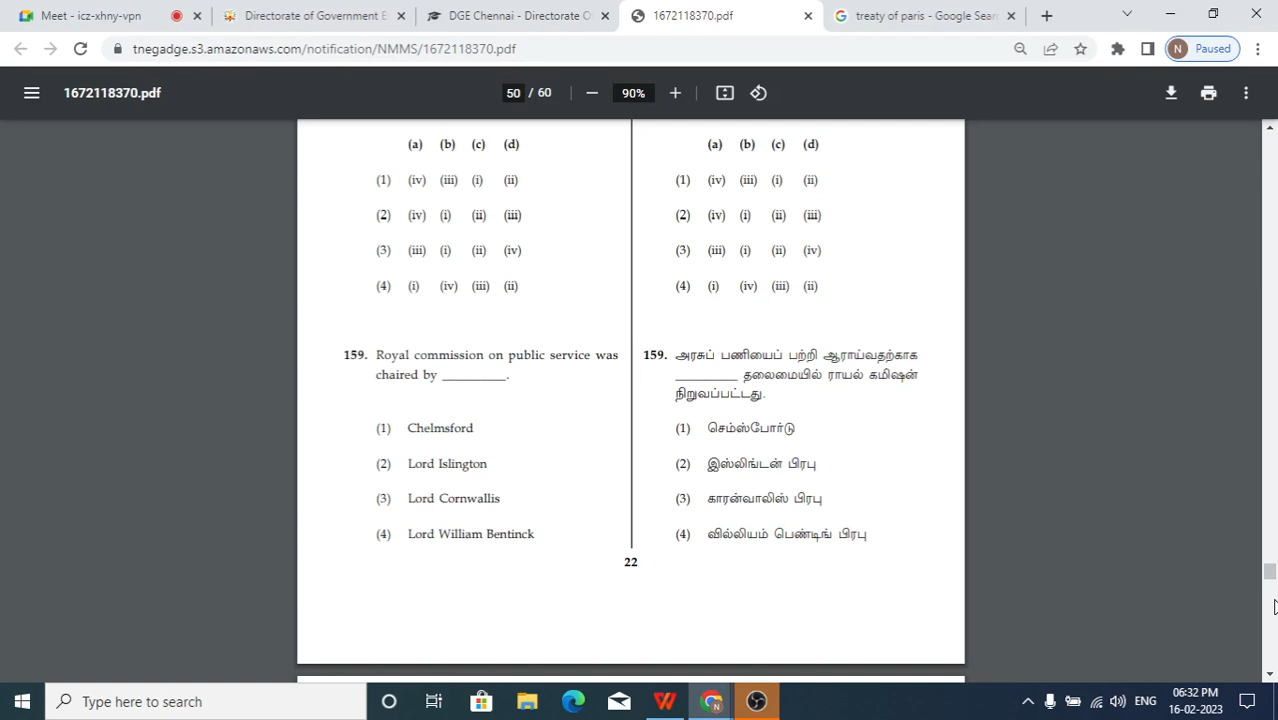 Meet - icz-xhny-vpn
Directorate of Government E
DGE Chennai - Directorate O
1672118370.pdf
treaty of paris - Google Sear
tnegadge.s3.amazonaws.com/notification/NMMS/1672118370.pdf
N Paused
1672118370.pdf
50 / 60
90%
(a) (b) (c) (d)
(1) (iv) (iii) (i) (ii)
(2) (iv) (i) (ii) (iii)
(3) (iii) (i) (ii) (iv)
(4) (i) (iv) (iii) (ii)
159. Royal commission on public service was
chaired by __________.
(1) Chelmsford
(2) Lord Islington
(3) Lord Cornwallis
(4) Lord William Bentinck
(a) (b) (c) (d)
(1) (iv) (iii) (i) (ii)
(2) (iv) (i) (ii) (iii)
(3) (iii) (i) (ii) (iv)
(4) (i) (iv) (iii) (ii)
159. அரசுப் பணியைப் பற்றி ஆராய்வதற்காக
__________ தலைமையில் ராயல் கமிஷன்
நிறுவப்பட்டது.
(1) செம்ஸ்போர்டு
(2) இஸ்லிங்டன் பிரபு
(3) காரன்வாலிஸ் பிரபு
(4) வில்லியம் பெண்டிங் பிரபு
22
Type here to search
ENG
06:32 PM
16-02-2023